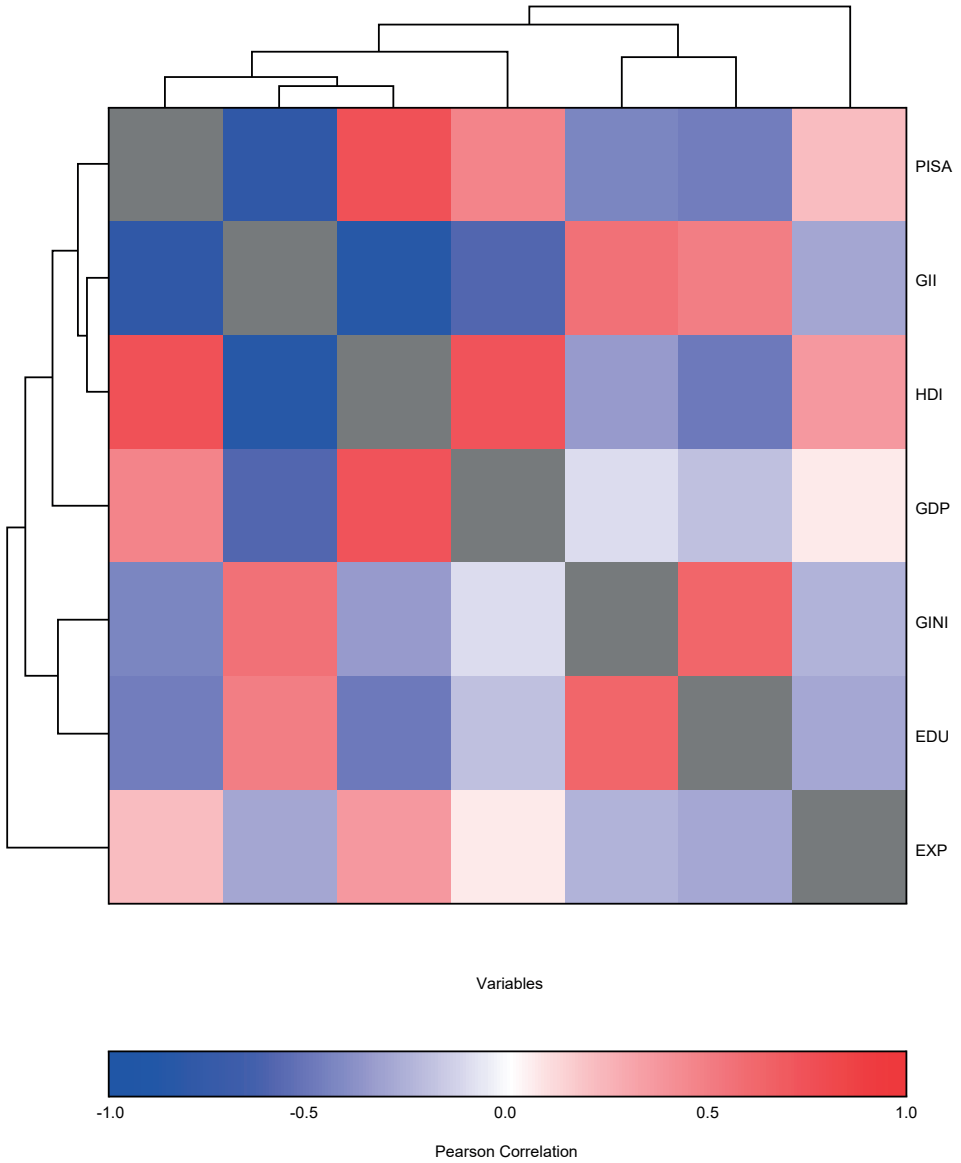 PISA
GII
HDI
GDP
GINI
EDU
EXP
Variables
-1.0 -0.5 0.0 0.5 1.0
Pearson Correlation